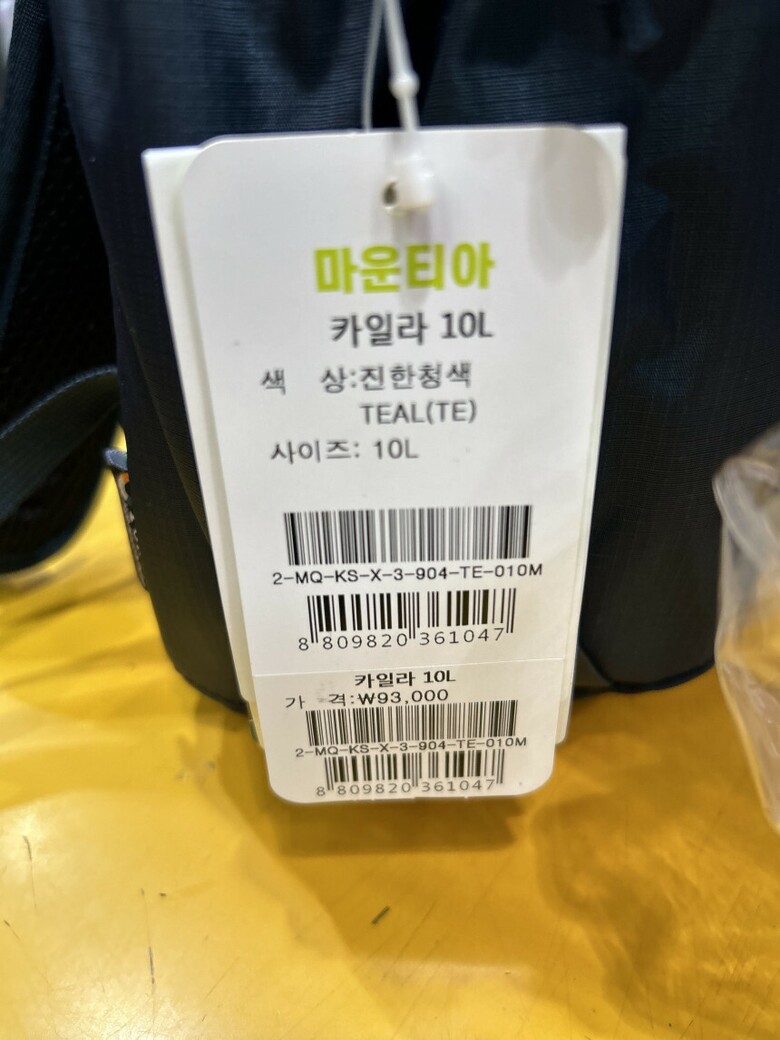 마운티아
카일라 10L
색 상:진한청색
TEAL(TE)
사이즈: 10L
2-MQ-KS-X-3-904-TE-010M
8 809820 361047
카일라 10L
가 격:₩93,000
2-MQ-KS-X-3-904-TE-010M
8 809820 361047